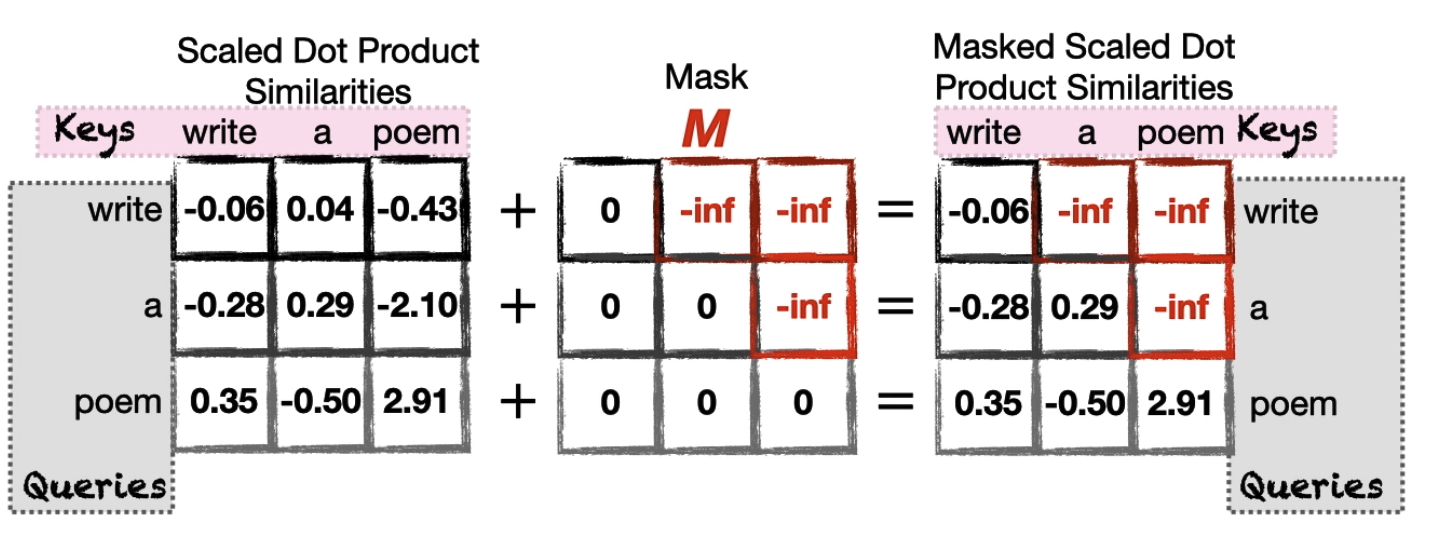 Scaled Dot Product
Similarities
Mask
M
Masked Scaled Dot
Product Similarities
Keys write a poem
write a poem Keys
write -0.06 0.04 -0.43 + 0 -inf -inf = -0.06 -inf -inf write
a -0.28 0.29 -2.10 + 0 0 -inf = -0.28 0.29 -inf a
poem 0.35 -0.50 2.91 + 0 0 0 = 0.35 -0.50 2.91 poem
Queries
Queries